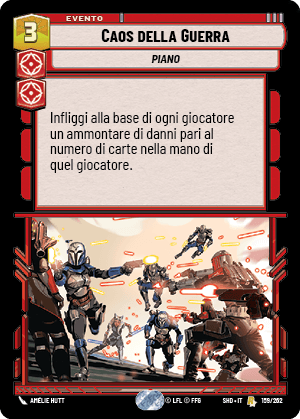 EVENTO
3
CAOS DELLA GUERRA
PIANO
Infliggi alla base di ogni giocatore
un ammontare di danni pari al
numero di carte nella mano di
quel giocatore.
AMÉLIE HUTT
© LFL © FFG
SHD • IT
159/262